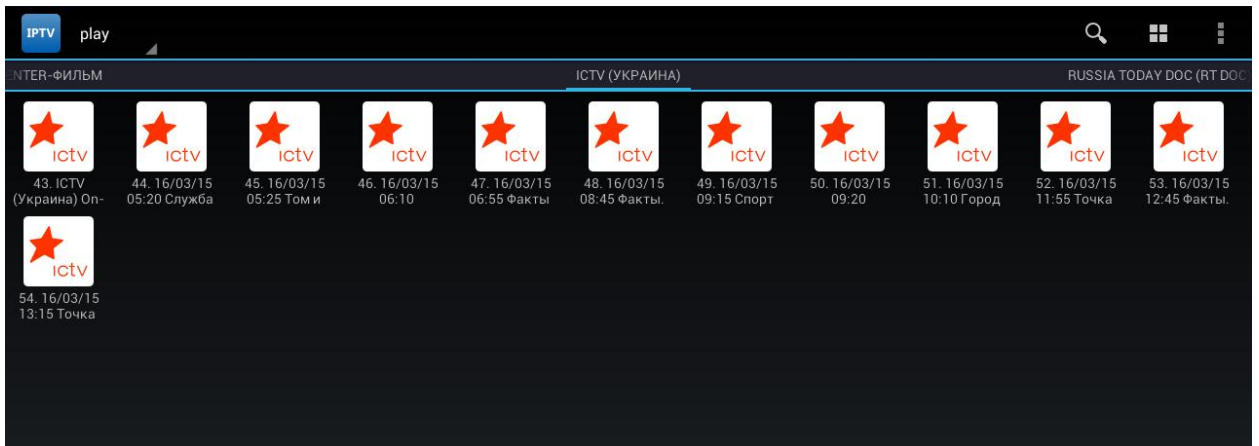 IPTV play
NTER-ФИЛЬМ ICTV (УКРАИНА) RUSSIA TODAY DOC (RT DOC
ictv ictv ictv ictv ictv ictv ictv ictv ictv ictv ictv
43. ICTV (Украина) On-
44. 16/03/15 05:20 Служба
45. 16/03/15 05:25 Том и
46. 16/03/15 06:10
47. 16/03/15 06:55 Факты
48. 16/03/15 08:45 Факты.
49. 16/03/15 09:15 Спорт
50. 16/03/15 09:20
51. 16/03/15 10:10 Город
52. 16/03/15 11:55 Точка
53. 16/03/15 12:45 Факты.
ictv
54. 16/03/15 13:15 Точка